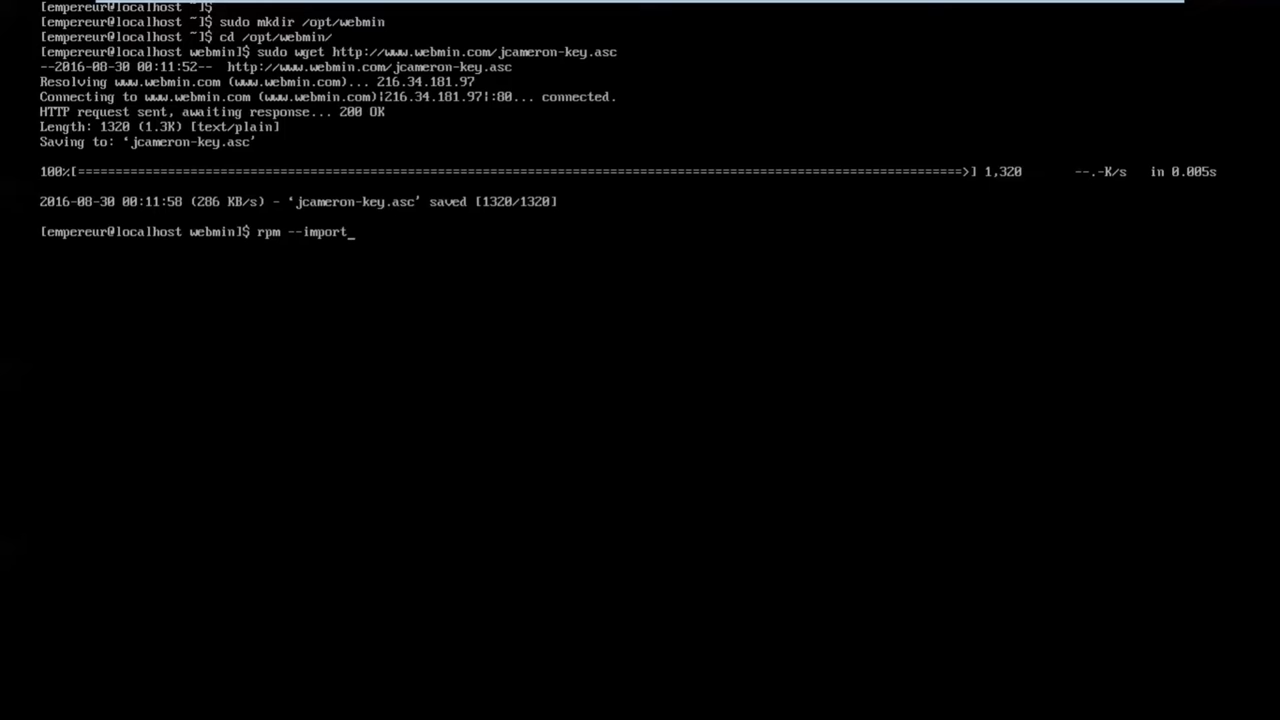 [empereur@localhost ~]$
[empereur@localhost ~]$ sudo mkdir /opt/webmin
[empereur@localhost ~]$ cd /opt/webmin/
[empereur@localhost webmin]$ sudo wget http://www.webmin.com/jcameron-key.asc
--2016-08-30 00:11:52--  http://www.webmin.com/jcameron-key.asc
Resolving www.webmin.com (www.webmin.com)... 216.34.181.97
Connecting to www.webmin.com (www.webmin.com)|216.34.181.97|:80... connected.
HTTP request sent, awaiting response... 200 OK
Length: 1320 (1.3K) [text/plain]
Saving to: ‘jcameron-key.asc’
100%[======================================================================================================================>] 1,320       --.-K/s   in 0.005s
2016-08-30 00:11:58 (286 KB/s) - ‘jcameron-key.asc’ saved [1320/1320]
[empereur@localhost webmin]$ rpm --import_